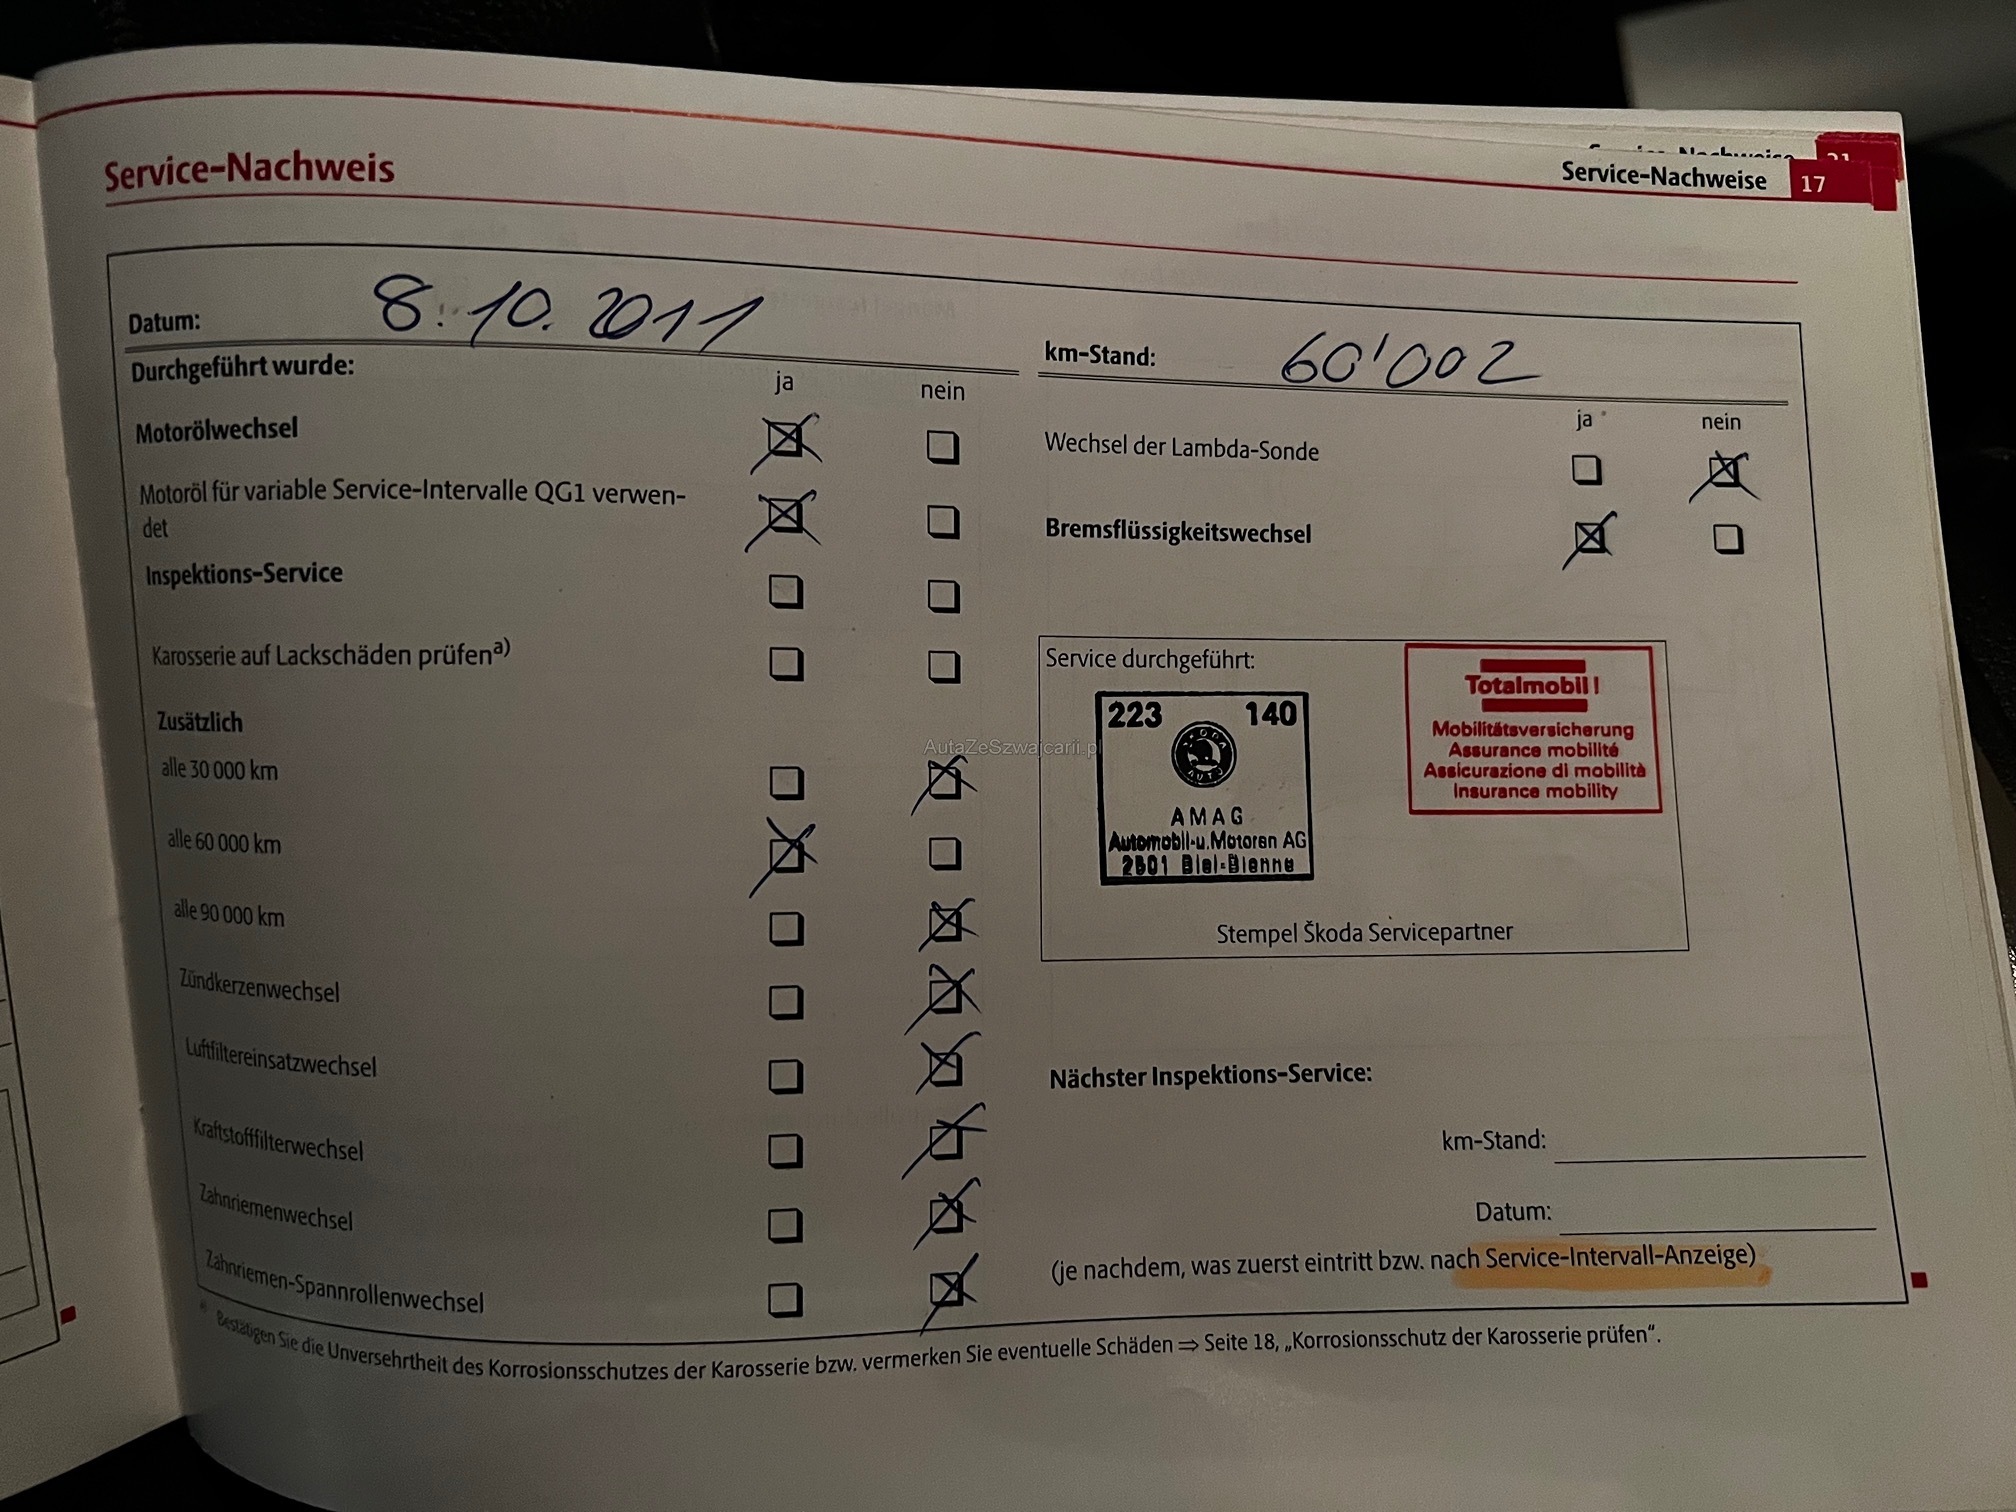 Service-Nachweise 21
Service-Nachweise 17
Service-Nachweis
Datum: 8.10.2011
km-Stand: 60'002
Durchgeführt wurde:
ja nein
ja nein
Motorölwechsel
Wechsel der Lambda-Sonde
Motoröl für variable Service-Intervalle QG1 verwen-
det
Bremsflüssigkeitswechsel
Inspektions-Service
Karosserie auf Lackschäden prüfen a)
Zusätzlich
alle 30 000 km
alle 60 000 km
alle 90 000 km
Zündkerzenwechsel
Luftfiltereinsatzwechsel
Kraftstofffilterwechsel
Zahnriemenwechsel
Zahnriemen-Spannrollenwechsel
Service durchgeführt:
223 140
SKODA
AUTO
AMAG
Automobil-u.Motoren AG
2501 Biel-Bienne
Totalmobil!
Mobilitätsversicherung
Assurance mobilité
Assicurazione di mobilità
Insurance mobility
Stempel Škoda Servicepartner
AutaZeSzwajcarii.pl
Nächster Inspektions-Service:
km-Stand:
Datum:
(je nachdem, was zuerst eintritt bzw. nach Service-Intervall-Anzeige)
a) Bestätigen Sie die Unversehrtheit des Korrosionsschutzes der Karosserie bzw. vermerken Sie eventuelle Schäden ⇒ Seite 18, „Korrosionsschutz der Karosserie prüfen“.